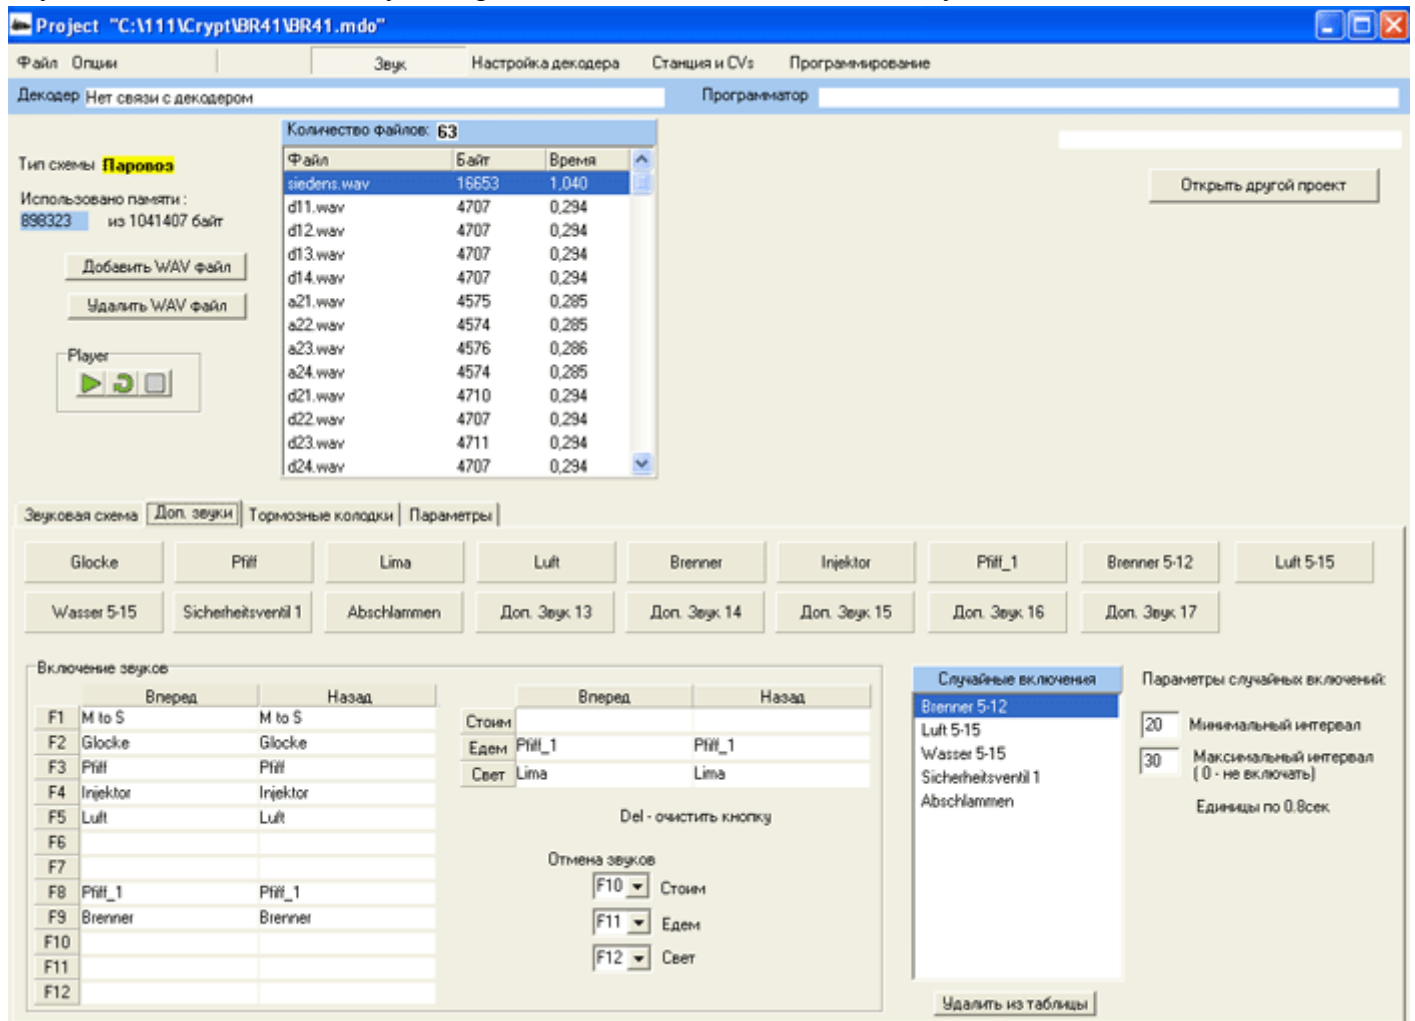 Project "C:\111\Crypt\BR41\BR41.mdo"
Файл Опции Звук Настройка декодера Станция и CVs Программирование
Декодер Нет связи с декодером Программатор
Количество файлов: 63
Файл Байт Время
Тип схемы Паровоз
siedens.wav 16653 1,040
Использовано памяти :
898323 из 1041407 байт
Открыть другой проект
d11.wav 4707 0,294
d12.wav 4707 0,294
d13.wav 4707 0,294
Добавить WAV файл
d14.wav 4707 0,294
a21.wav 4575 0,285
Удалить WAV файл
a22.wav 4574 0,285
a23.wav 4576 0,286
Player
a24.wav 4574 0,285
d21.wav 4710 0,294
d22.wav 4707 0,294
d23.wav 4711 0,294
d24.wav 4707 0,294
Звуковая схема Доп. звуки Тормозные колодки Параметры
Glocke Pfiff Lima Luft Brenner Injektor Pfiff_1 Brenner 5-12 Luft 5-15
Wasser 5-15 Sicherheitsventil 1 Abschlammen Доп. Звук 13 Доп. Звук 14 Доп. Звук 15 Доп. Звук 16 Доп. Звук 17
Включение звуков
Вперед Назад
F1 M to S M to S
F2 Glocke Glocke
F3 Pfiff Pfiff
F4 Injektor Injektor
F5 Luft Luft
F6
F7
F8 Pfiff_1 Pfiff_1
F9 Brenner Brenner
F10
F11
F12
Вперед Назад
Стоим
Едем Pfiff_1 Pfiff_1
Свет Lima Lima
Del - очистить кнопку
Отмена звуков
F10 Стоим
F11 Едем
F12 Свет
Случайные включения
Brenner 5-12
Luft 5-15
Wasser 5-15
Sicherheitsventil 1
Abschlammen
Удалить из таблицы
Параметры случайных включений:
20 Минимальный интервал
30 Максимальный интервал
( 0 - не включать)
Единицы по 0.8сек